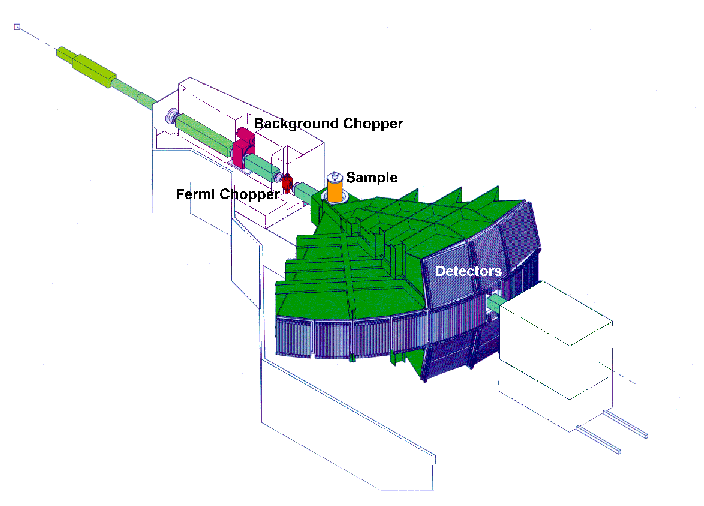 Background Chopper
Sample
Fermi Chopper
Detectors